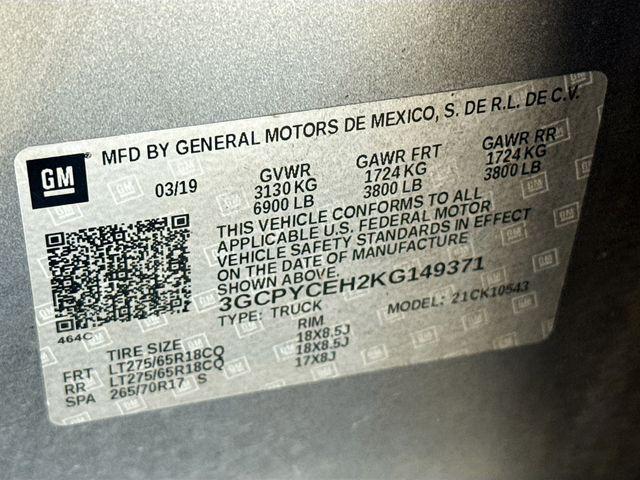 GM
MFD BY GENERAL MOTORS DE MEXICO, S. DE R.L. DE C.V.
03/19 GVWR GAWR FRT GAWR RR
3130 KG 1724 KG 1724 KG
6900 LB 3800 LB 3800 LB
THIS VEHICLE CONFORMS TO ALL
APPLICABLE U.S. FEDERAL MOTOR
VEHICLE SAFETY STANDARDS IN EFFECT
ON THE DATE OF MANUFACTURE
SHOWN ABOVE.
3GCPYCEH2KG149371
TYPE: TRUCK MODEL: 21CK10543
464C
TIRE SIZE RIM
FRT LT275/65R18CQ 18X8.5J
RR LT275/65R18CQ 18X8.5J
SPA 265/70R17 S 17X8J